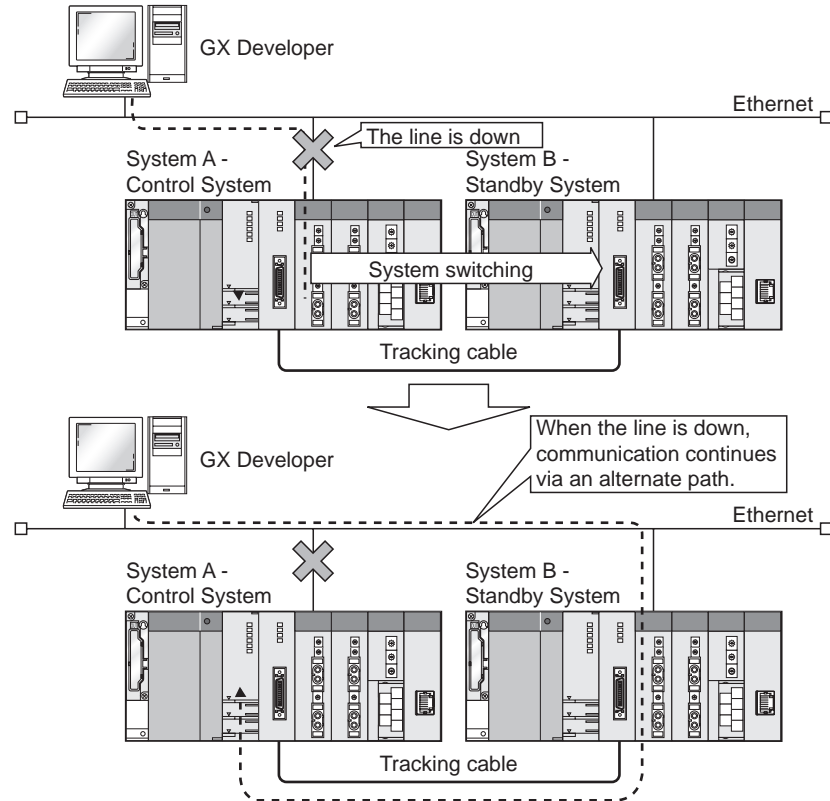 GX Developer
Ethernet
The line is down
System A -
Control System
System B -
Standby System
System switching
Tracking cable
When the line is down,
communication continues
via an alternate path.
GX Developer
Ethernet
System A -
Control System
System B -
Standby System
Tracking cable